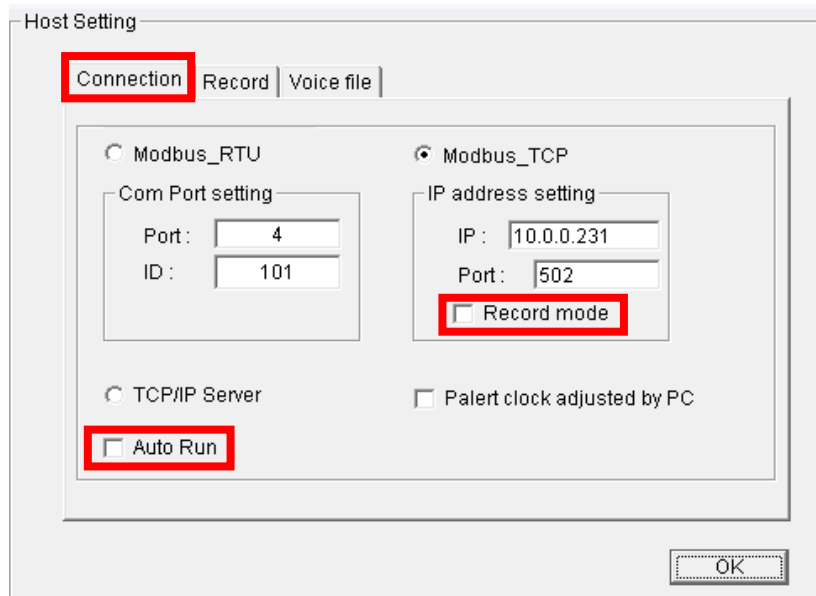 Host Setting
Connection Record Voice file
Modbus_RTU Modbus_TCP
Com Port setting IP address setting
Port : 4 IP : 10.0.0.231
ID : 101 Port : 502
Record mode
TCP/IP Server Palert clock adjusted by PC
Auto Run
OK